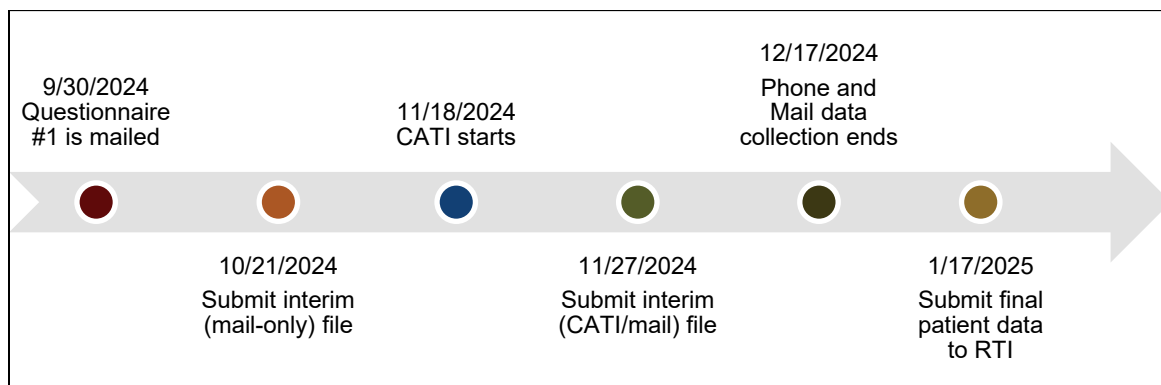 9/30/2024
Questionnaire
#1 is mailed
10/21/2024
Submit interim
(mail-only) file
11/18/2024
CATI starts
11/27/2024
Submit interim
(CATI/mail) file
12/17/2024
Phone and
Mail data
collection ends
1/17/2025
Submit final
patient data
to RTI